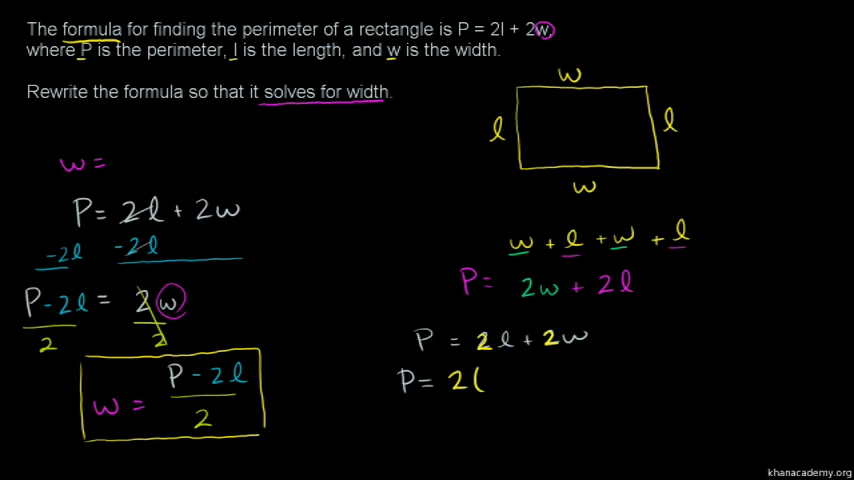 The formula for finding the perimeter of a rectangle is P = 2l + 2w,
where P is the perimeter, l is the length, and w is the width.
Rewrite the formula so that it solves for width.
w
l
l
w
w =
P = 2l + 2w
-2l -2l
P - 2l = 2w
2 2
w = P - 2l
2
w + l + w + l
P = 2w + 2l
P = 2l + 2w
P = 2(
khanacademy.org